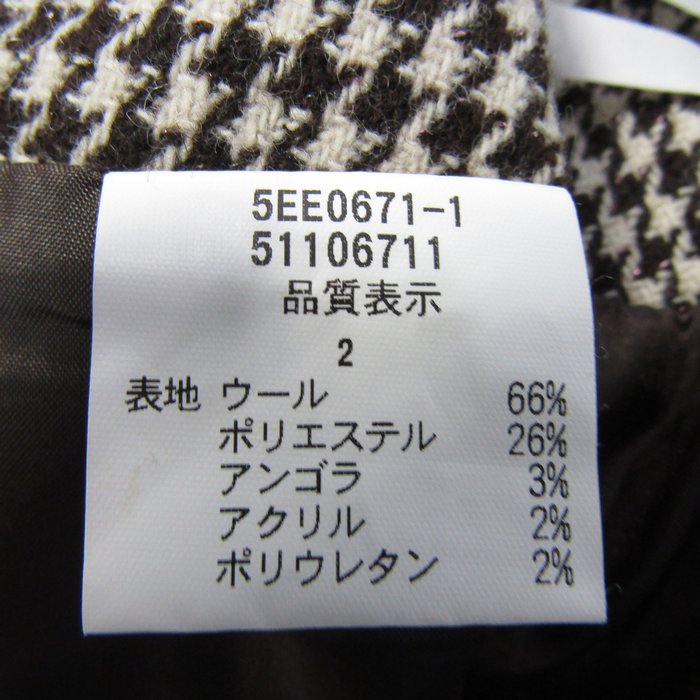 5EE0671-1
51106711
品質表示
2
表地 ウール 66%
ポリエステル 26%
アンゴラ 3%
アクリル 2%
ポリウレタン 2%